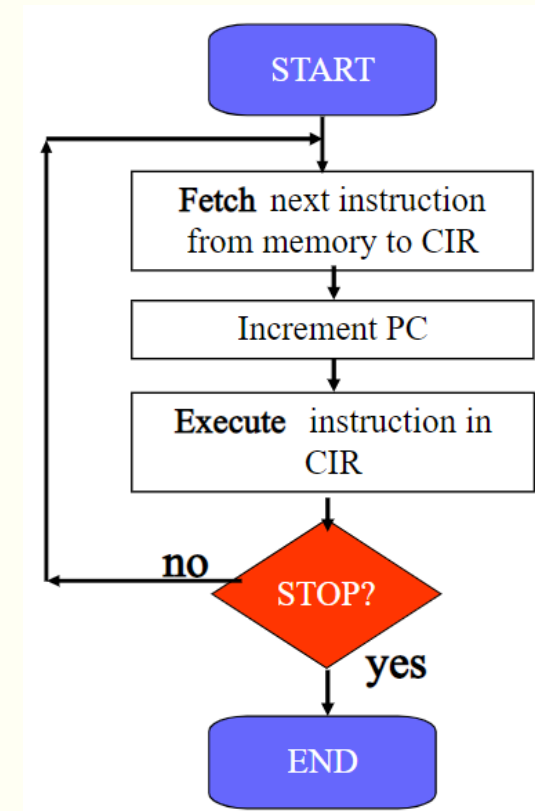 START
Fetch next instruction
from memory to CIR
Increment PC
Execute instruction in
CIR
no
STOP?
yes
END